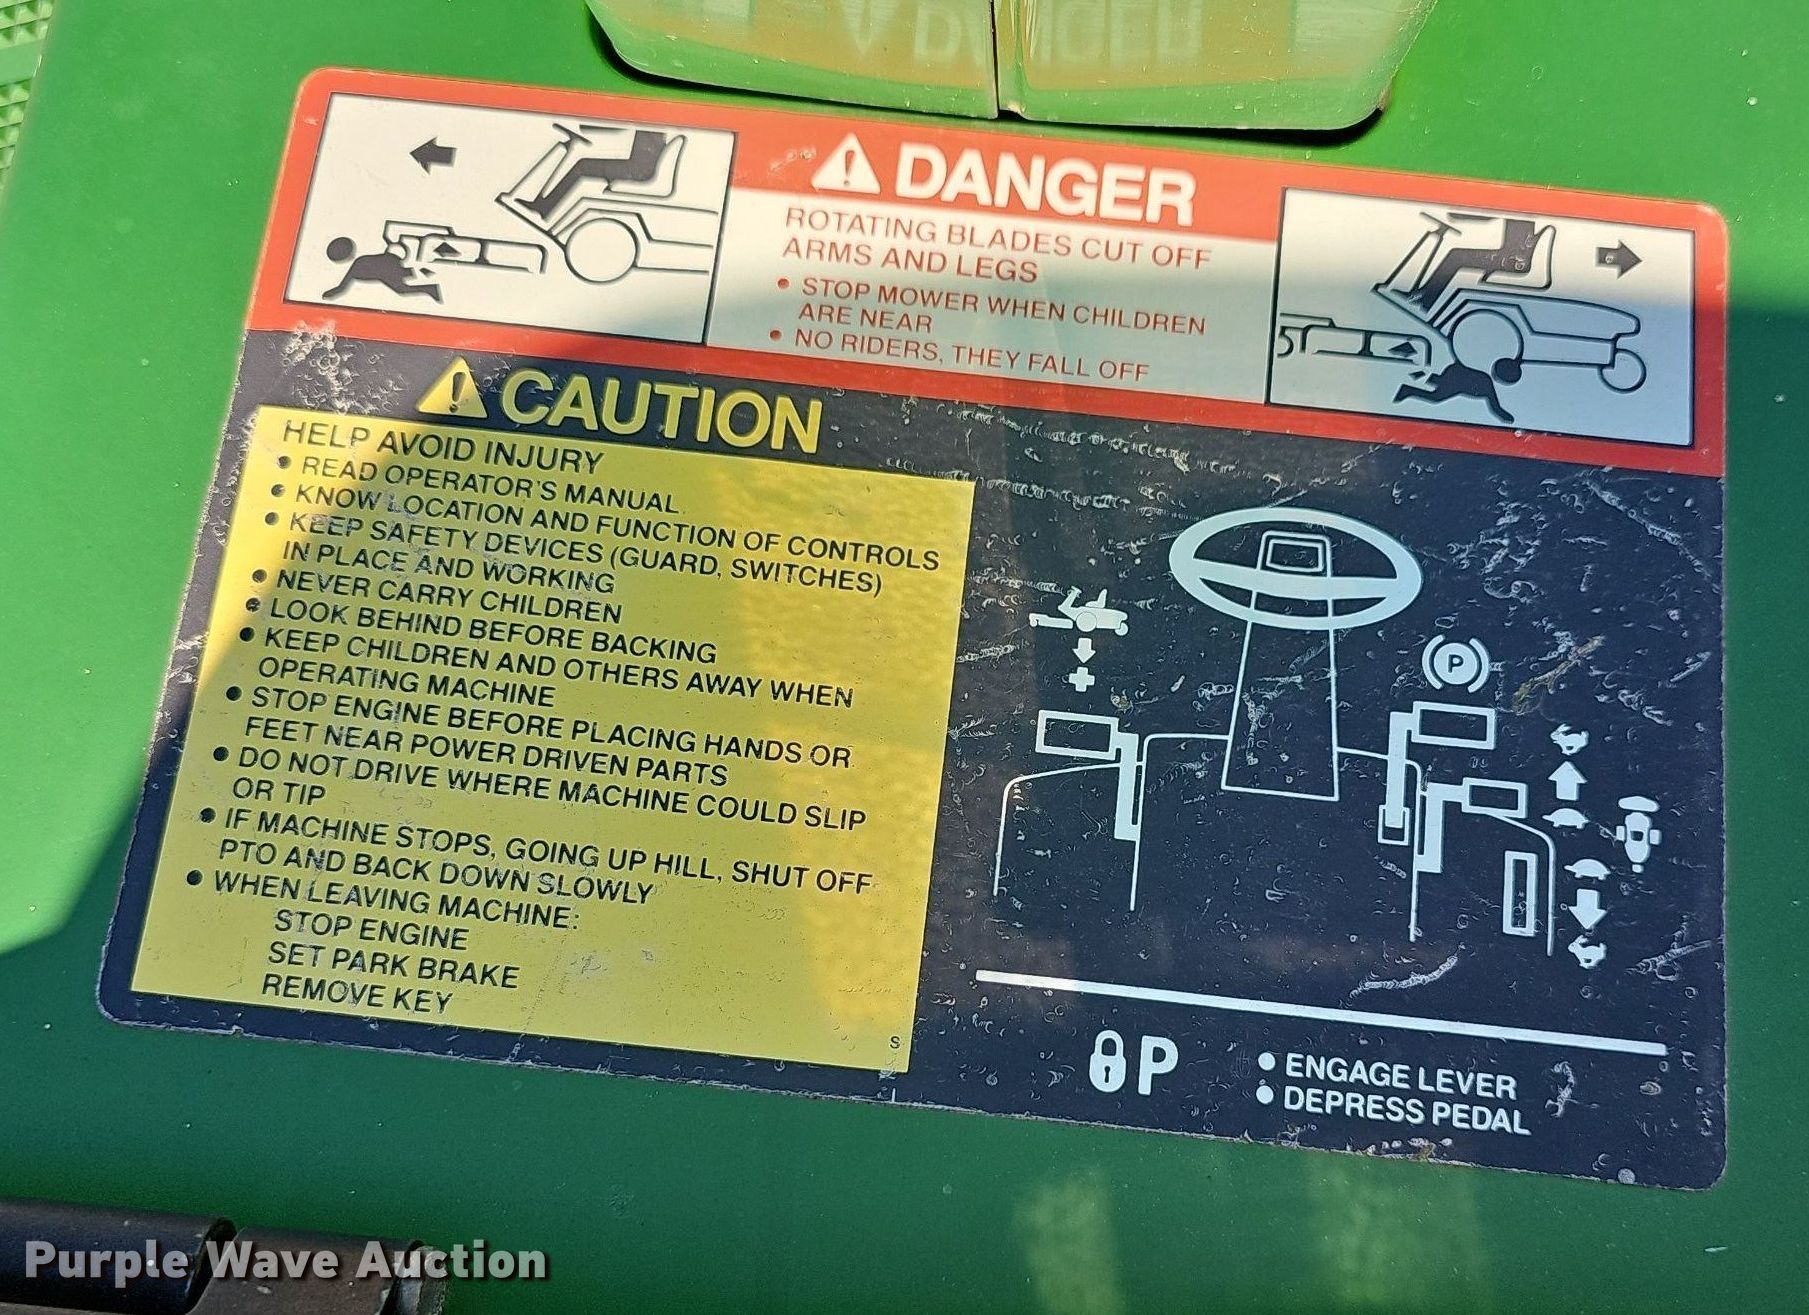 DANGER
DANGER
ROTATING BLADES CUT OFF
ARMS AND LEGS
• STOP MOWER WHEN CHILDREN
ARE NEAR
• NO RIDERS, THEY FALL OFF
CAUTION
HELP AVOID INJURY
• READ OPERATOR'S MANUAL
• KNOW LOCATION AND FUNCTION OF CONTROLS
• KEEP SAFETY DEVICES (GUARD, SWITCHES)
IN PLACE AND WORKING
• NEVER CARRY CHILDREN
• LOOK BEHIND BEFORE BACKING
• KEEP CHILDREN AND OTHERS AWAY WHEN
OPERATING MACHINE
• STOP ENGINE BEFORE PLACING HANDS OR
FEET NEAR POWER DRIVEN PARTS
• DO NOT DRIVE WHERE MACHINE COULD SLIP
OR TIP
• IF MACHINE STOPS, GOING UP HILL, SHUT OFF
PTO AND BACK DOWN SLOWLY
• WHEN LEAVING MACHINE:
STOP ENGINE
SET PARK BRAKE
REMOVE KEY
S
P
P
• ENGAGE LEVER
• DEPRESS PEDAL
Purple Wave Auction